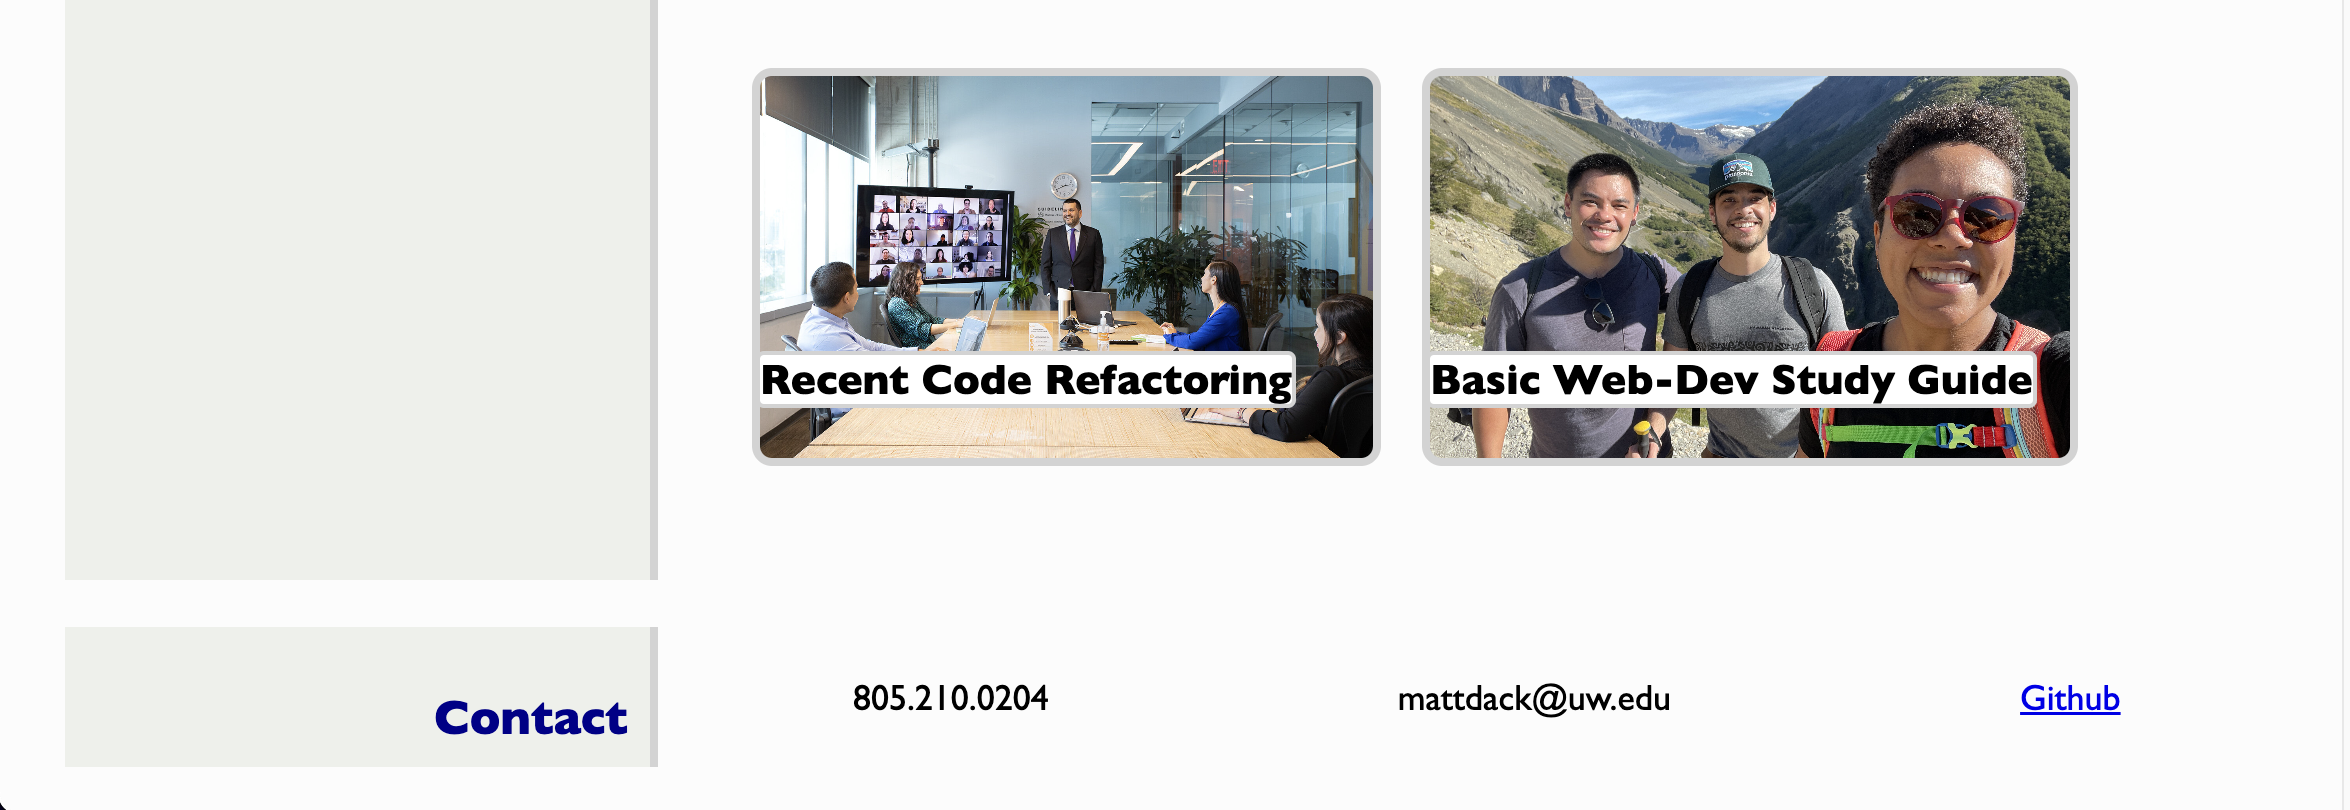 Recent Code Refactoring
Basic Web-Dev Study Guide
Contact
805.210.0204
mattdack@uw.edu
Github